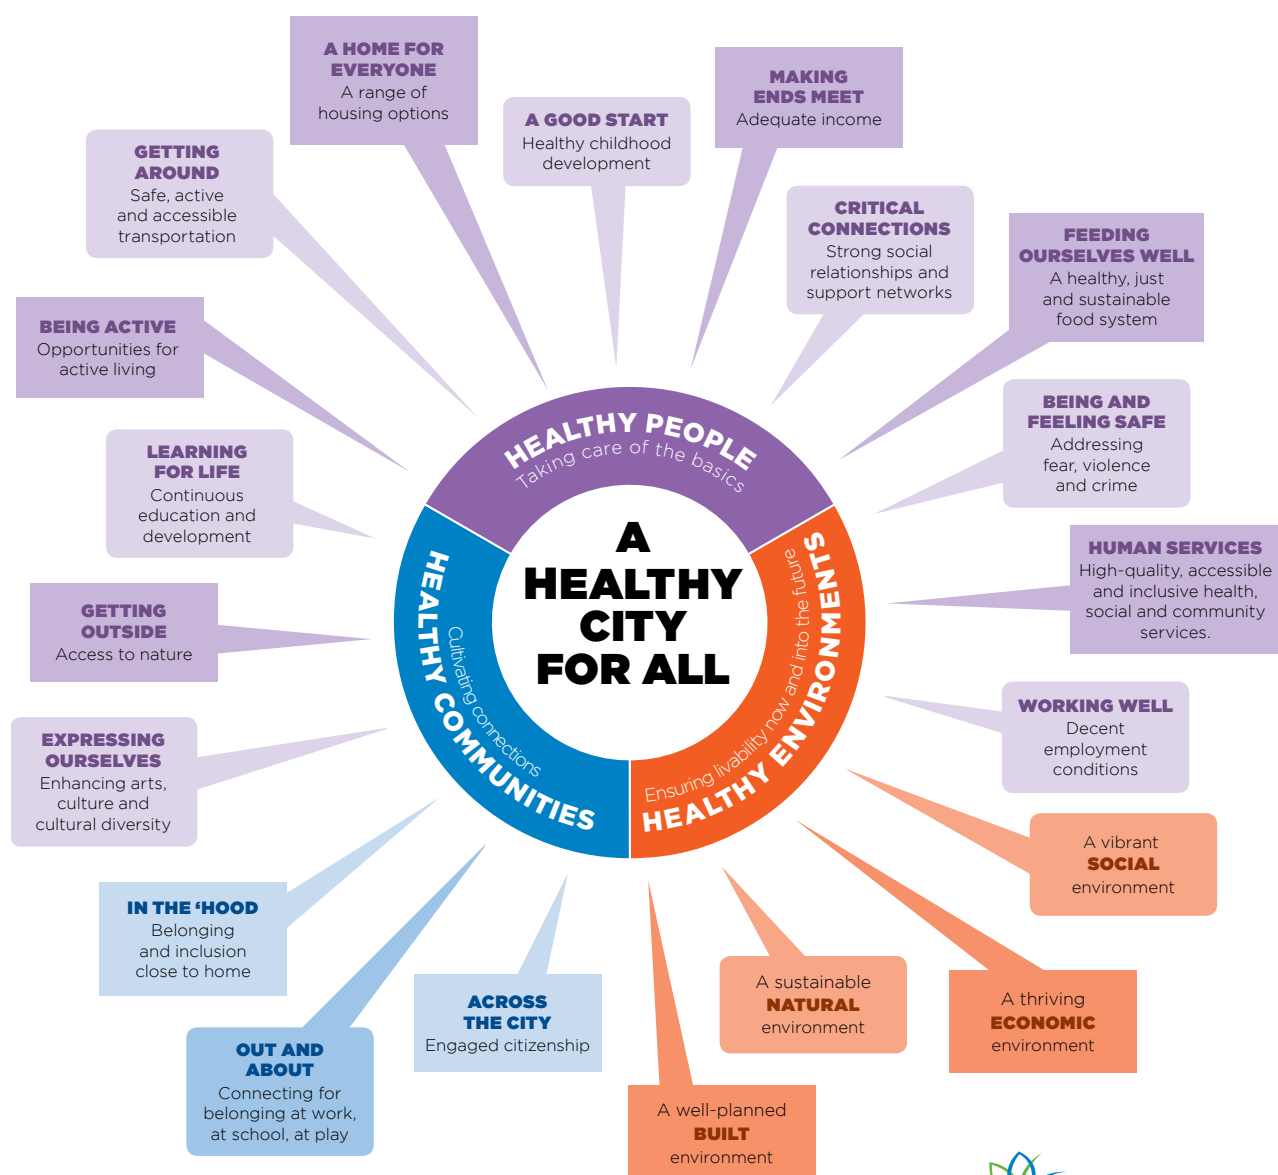 A HOME FOR
EVERYONE
A range of
housing options
MAKING
ENDS MEET
Adequate income
A GOOD START
Healthy childhood
development
GETTING
AROUND
Safe, active
and accessible
transportation
CRITICAL
CONNECTIONS
Strong social
relationships and
support networks
FEEDING
OURSELVES WELL
A healthy, just
and sustainable
food system
BEING ACTIVE
Opportunities for
active living
BEING AND
FEELING SAFE
Addressing
fear, violence
and crime
LEARNING
FOR LIFE
Continuous
education and
development
HEALTHY PEOPLE
Taking care of the basics
A
HEALTHY
CITY
FOR ALL
HEALTHY COMMUNITIES
Cultivating connections
HEALTHY ENVIRONMENTS
Ensuring livability now and into the future
HUMAN SERVICES
High-quality, accessible
and inclusive health,
social and community
services.
GETTING
OUTSIDE
Access to nature
WORKING WELL
Decent
employment
conditions
EXPRESSING
OURSELVES
Enhancing arts,
culture and
cultural diversity
A vibrant
SOCIAL
environment
IN THE ‘HOOD
Belonging
and inclusion
close to home
A sustainable
NATURAL
environment
A thriving
ECONOMIC
environment
ACROSS
THE CITY
Engaged citizenship
OUT AND
ABOUT
Connecting for
belonging at work,
at school, at play
A well-planned
BUILT
environment